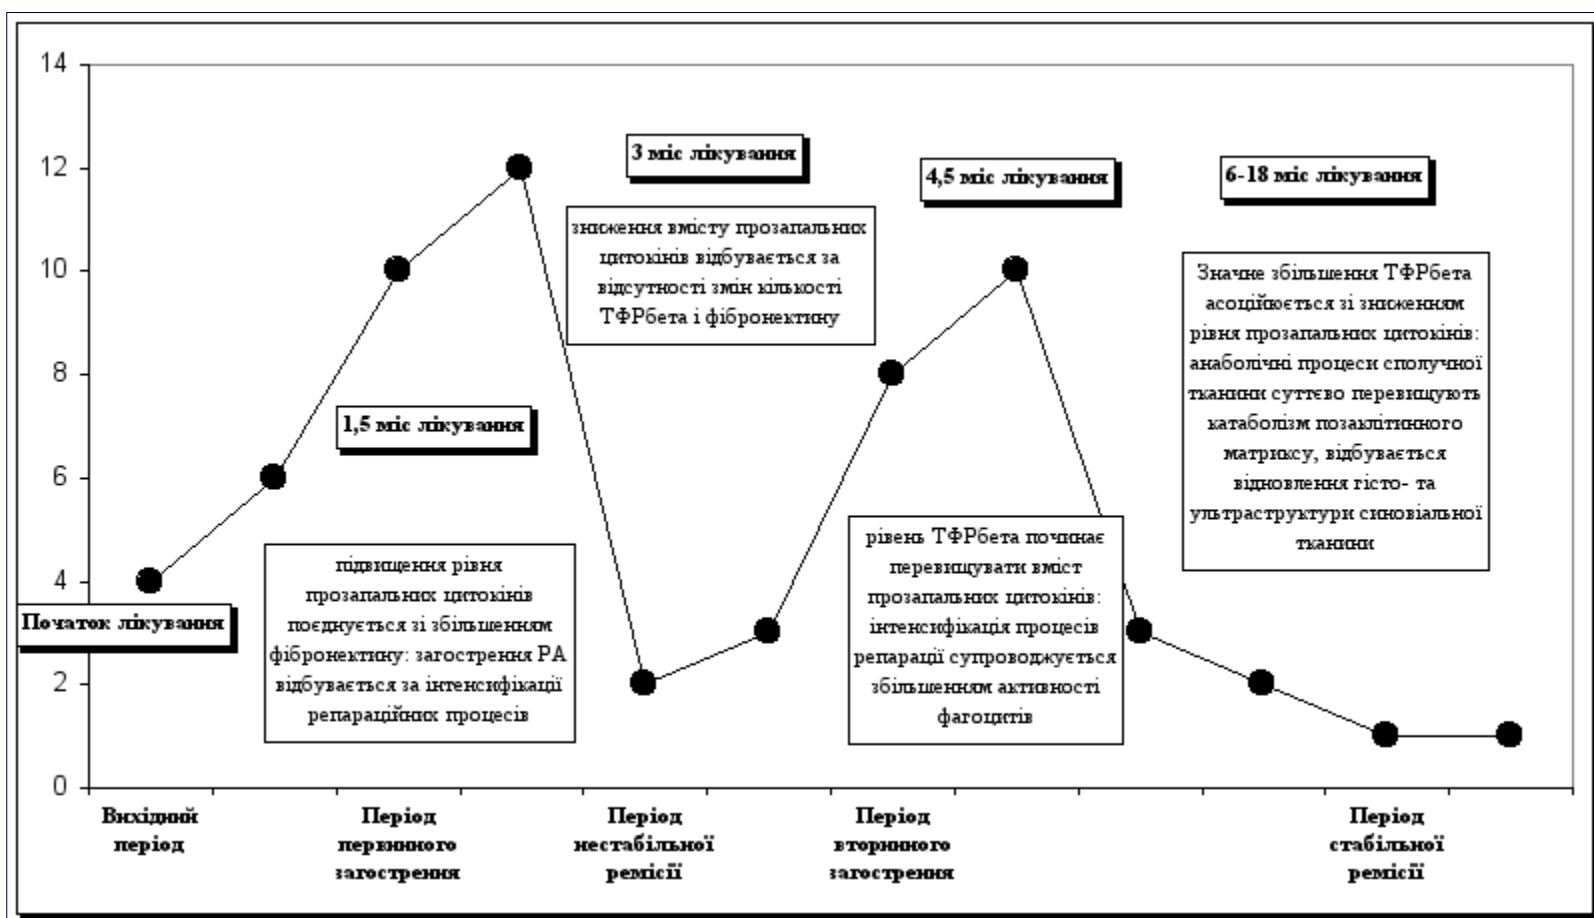 14
12
10
8
6
4
2
0
Початок лікування
1,5 міс лікування
підвищення рівня
прозапальних цитокінів
поєднується зі збільшенням
фібронектину: загострення РА
відбувається за інтенсифікації
репараційних процесів
3 міс лікування
зниження вмісту прозапальних
цитокінів відбувається за
відсутності змін кількості
ТФРбета і фібронектину
4,5 міс лікування
рівень ТФРбета починає
перевищувати вміст
прозапальних цитокінів:
інтенсифікація процесів
репарації супроводжується
збільшенням активності
фагоцитів
6-18 міс лікування
Значне збільшення ТФРбета
асоційюється зі зниженням
рівня прозапальних цитокінів:
анаболічні процеси сполучної
тканини суттєво перевищують
катаболізм позаклітинного
матриксу, відбувається
відновлення гісто- та
ультраструктури синовіальної
тканини
Вихідний
період
Період
первинного
загострення
Період
нестабільної
ремісії
Період
вторинного
загострення
Період
стабільної
ремісії